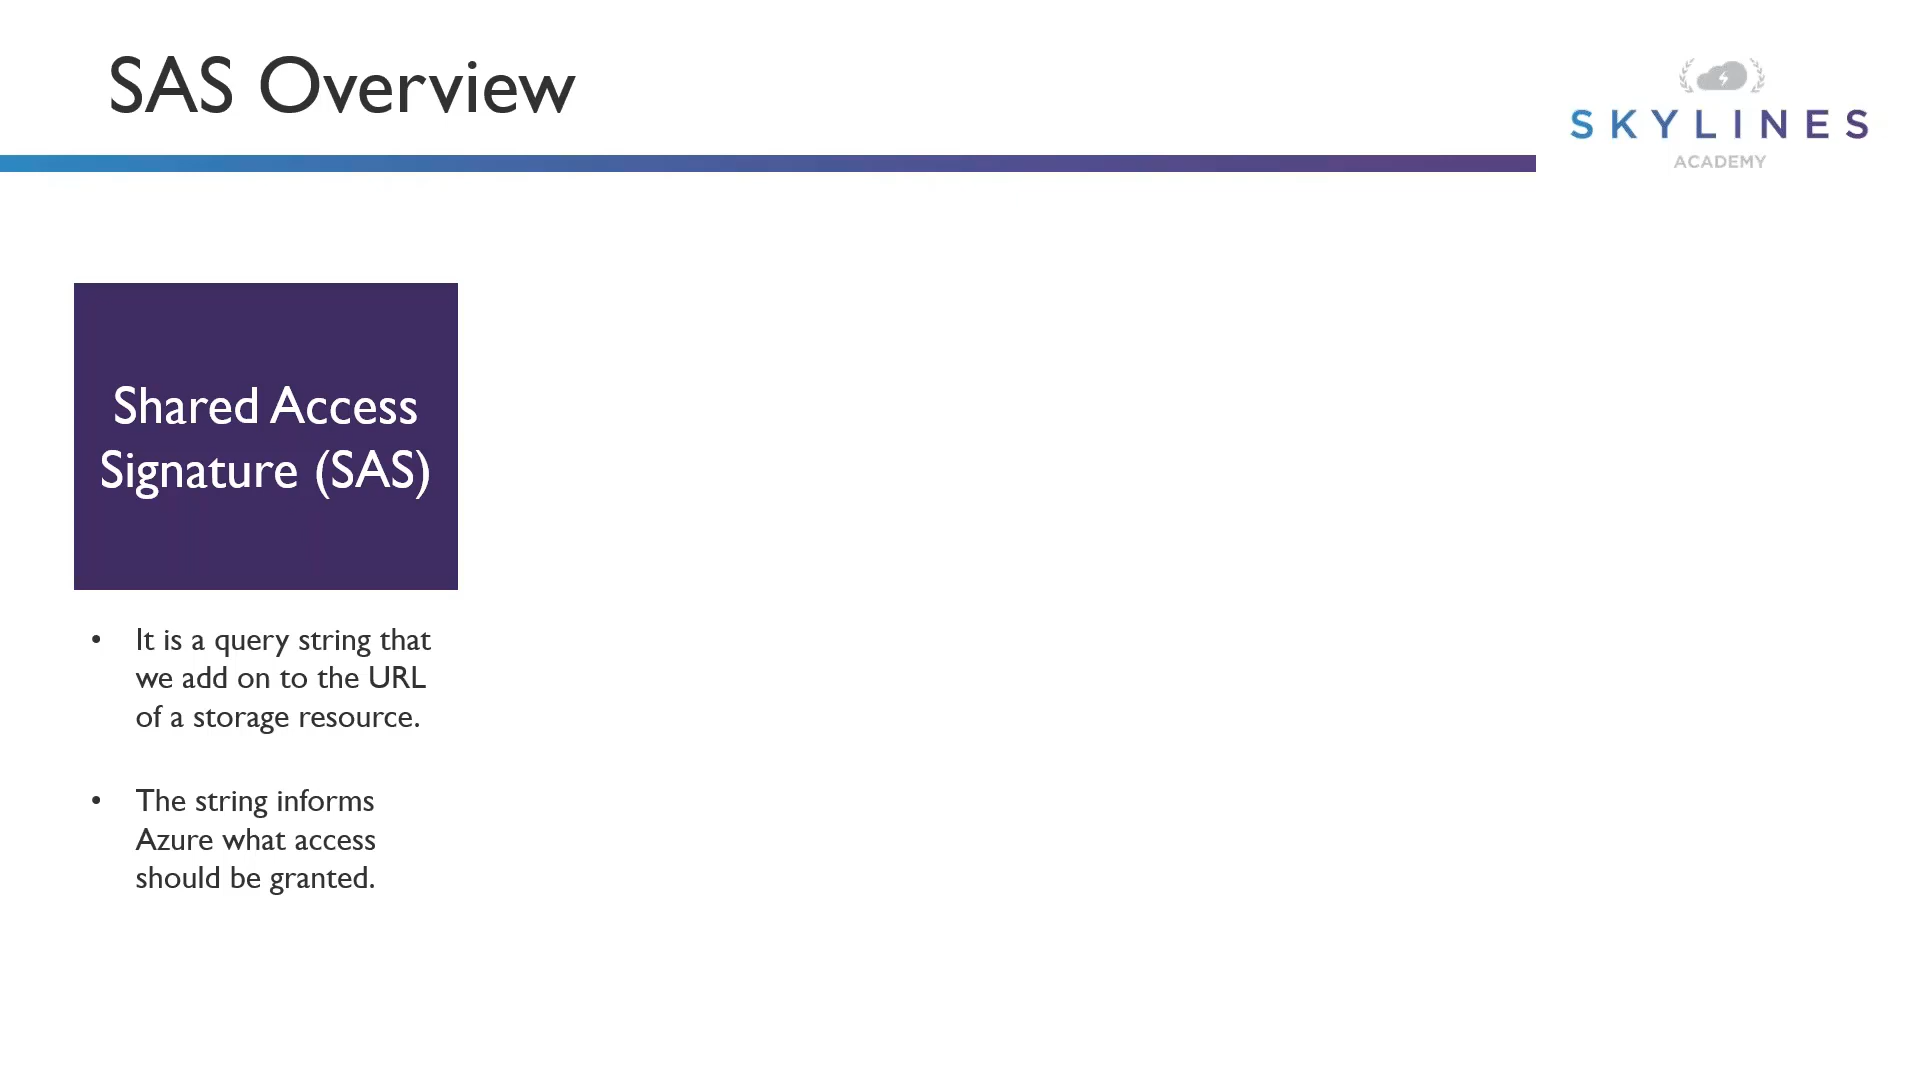 SAS Overview
SKYLINES
ACADEMY
Shared Access
Signature (SAS)
• It is a query string that
we add on to the URL
of a storage resource.
• The string informs
Azure what access
should be granted.